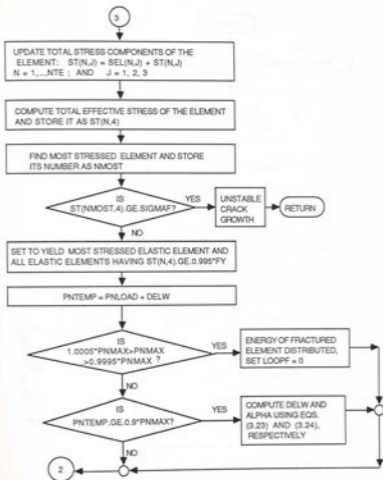 3
UPDATE TOTAL STRESS COMPONENTS OF THE
ELEMENT: ST(N,J) = SEL(N,J) + ST(N,J)
N = 1,...,NTE ; AND J = 1, 2, 3
COMPUTE TOTAL EFFECTIVE STRESS OF THE ELEMENT
AND STORE IT AS ST(N,4)
FIND MOST STRESSED ELEMENT AND STORE
ITS NUMBER AS NMOST
IS
ST(NMOST,4).GE.SIGMAF?
YES
UNSTABLE
CRACK
GROWTH
RETURN
NO
SET TO YIELD MOST STRESSED ELASTIC ELEMENT AND
ALL ELASTIC ELEMENTS HAVING ST(N,4).GE.0.995*FY
PNTEMP = PNLOAD + DELW
IS
1.0005*PNMAX>PNMAX
>0.9995*PNMAX ?
YES
ENERGY OF FRACTURED
ELEMENT DISTRIBUTED,
SET LOOPF = 0
NO
IS
PNTEMP.GE.0.9*PNMAX?
YES
COMPUTE DELW AND
ALPHA USING EQS.
(3.23) AND (3.24),
RESPECTIVELY
NO
2